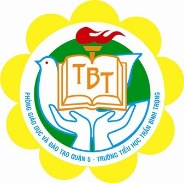 TBT
PHÒNG GIÁO DỤC VÀ ĐÀO TẠO QUẬN 5 - TRƯỜNG TIỂU HỌC TRẦN BÌNH TRỌNG